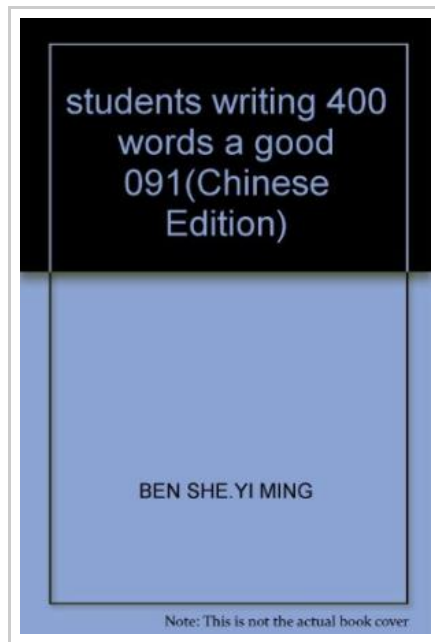 students writing 400
words a good
091(Chinese
Edition)
BEN SHE.YI MING
Note: This is not the actual book cover